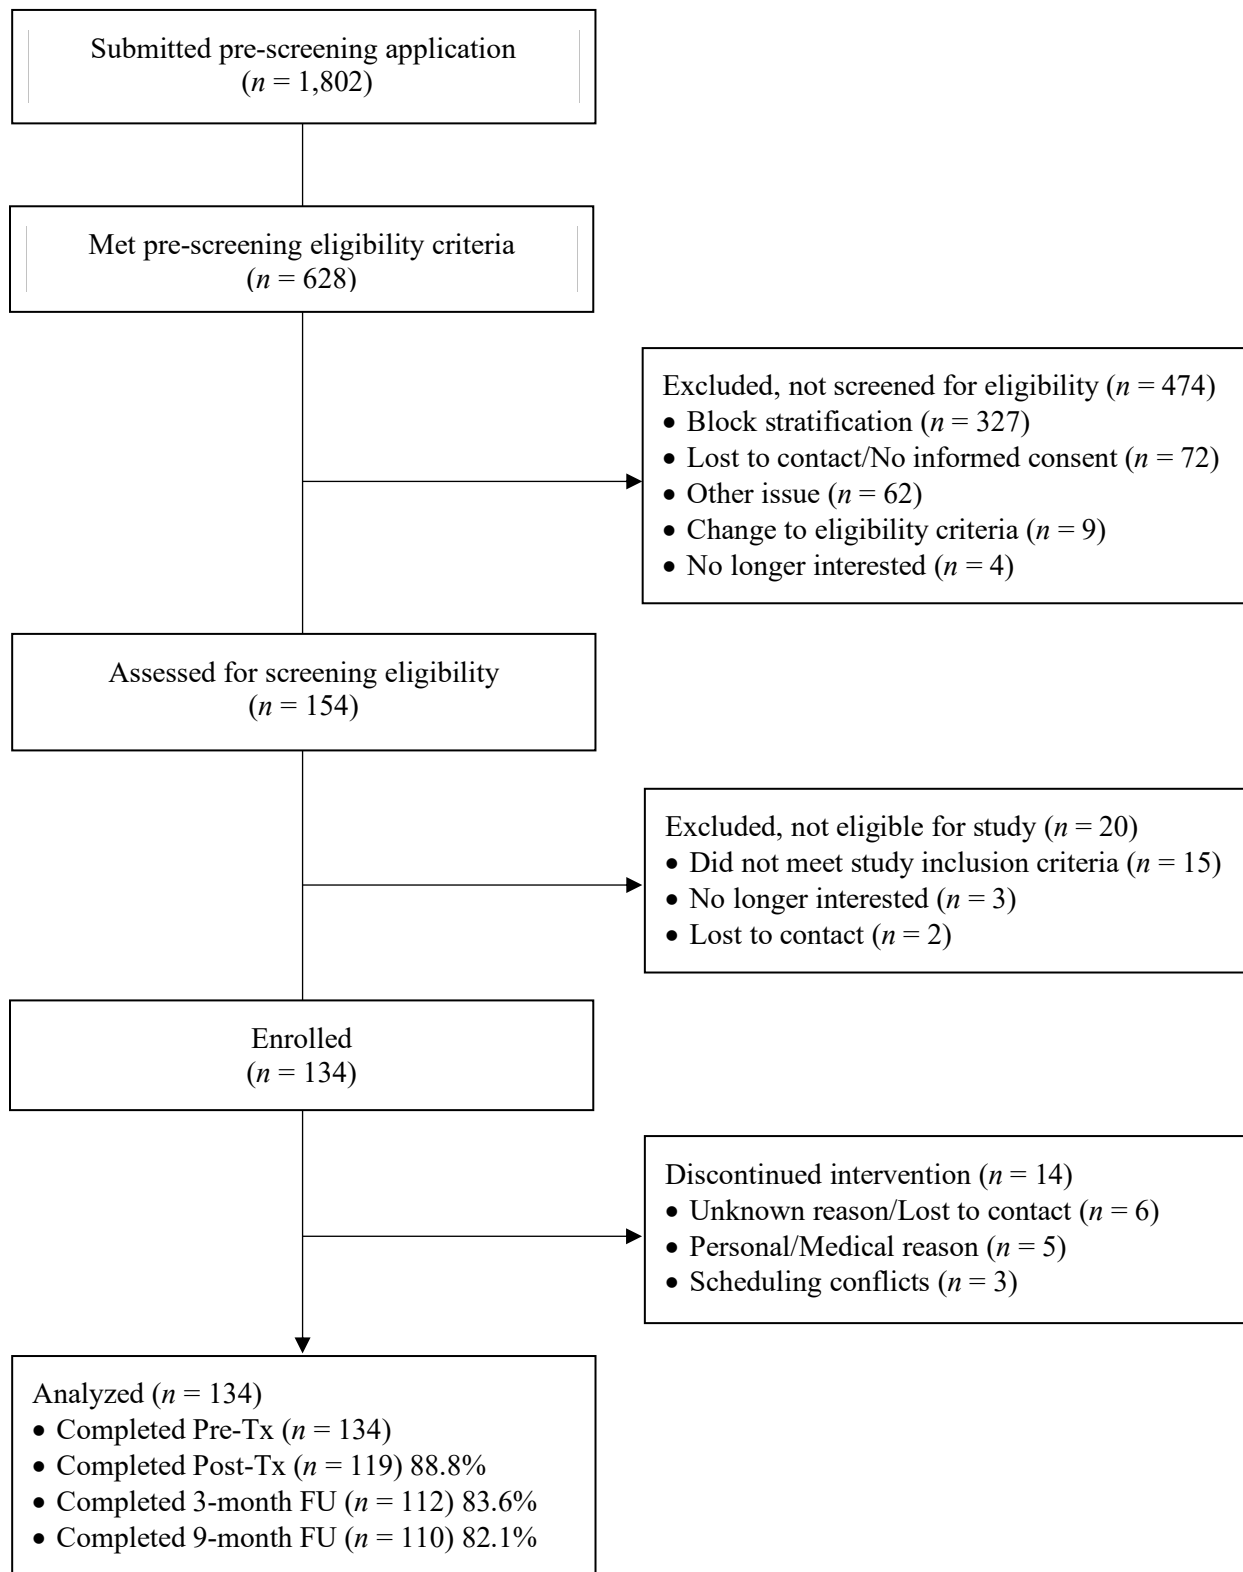 Submitted pre-screening application
(n = 1,802)
Met pre-screening eligibility criteria
(n = 628)
Excluded, not screened for eligibility (n = 474)
• Block stratification (n = 327)
• Lost to contact/No informed consent (n = 72)
• Other issue (n = 62)
• Change to eligibility criteria (n = 9)
• No longer interested (n = 4)
Assessed for screening eligibility
(n = 154)
Excluded, not eligible for study (n = 20)
• Did not meet study inclusion criteria (n = 15)
• No longer interested (n = 3)
• Lost to contact (n = 2)
Enrolled
(n = 134)
Discontinued intervention (n = 14)
• Unknown reason/Lost to contact (n = 6)
• Personal/Medical reason (n = 5)
• Scheduling conflicts (n = 3)
Analyzed (n = 134)
• Completed Pre-Tx (n = 134)
• Completed Post-Tx (n = 119) 88.8%
• Completed 3-month FU (n = 112) 83.6%
• Completed 9-month FU (n = 110) 82.1%